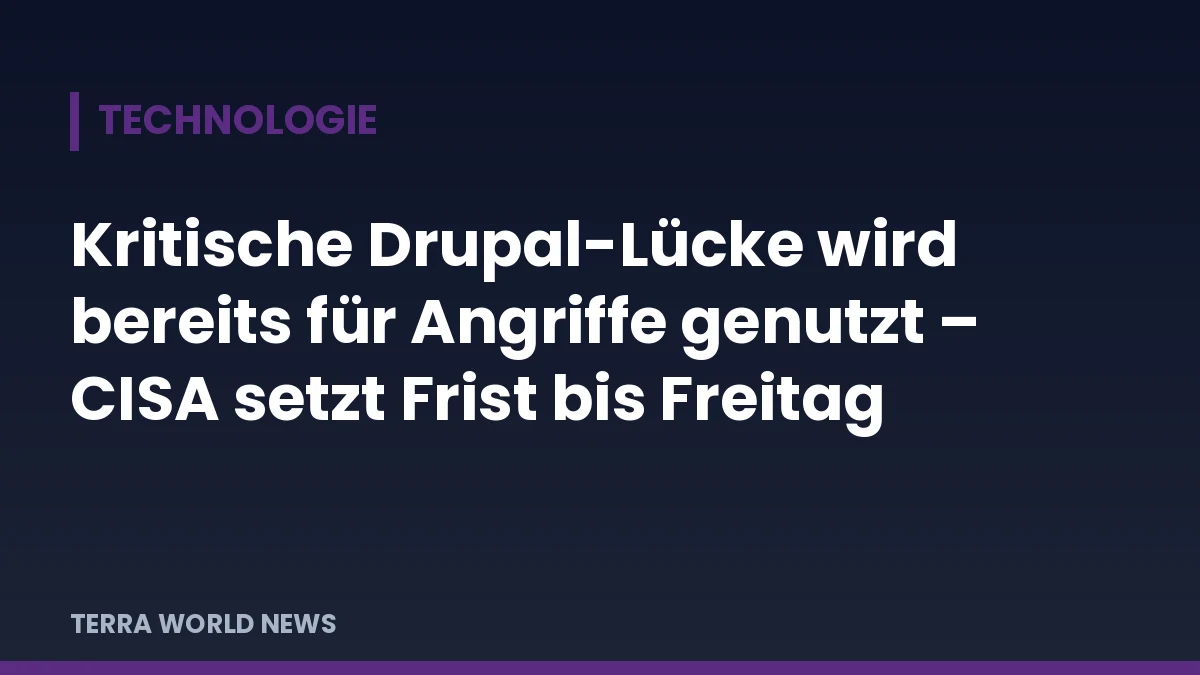 TECHNOLOGIE
Kritische Drupal-Lücke wird
bereits für Angriffe genutzt –
CISA setzt Frist bis Freitag
TERRA WORLD NEWS